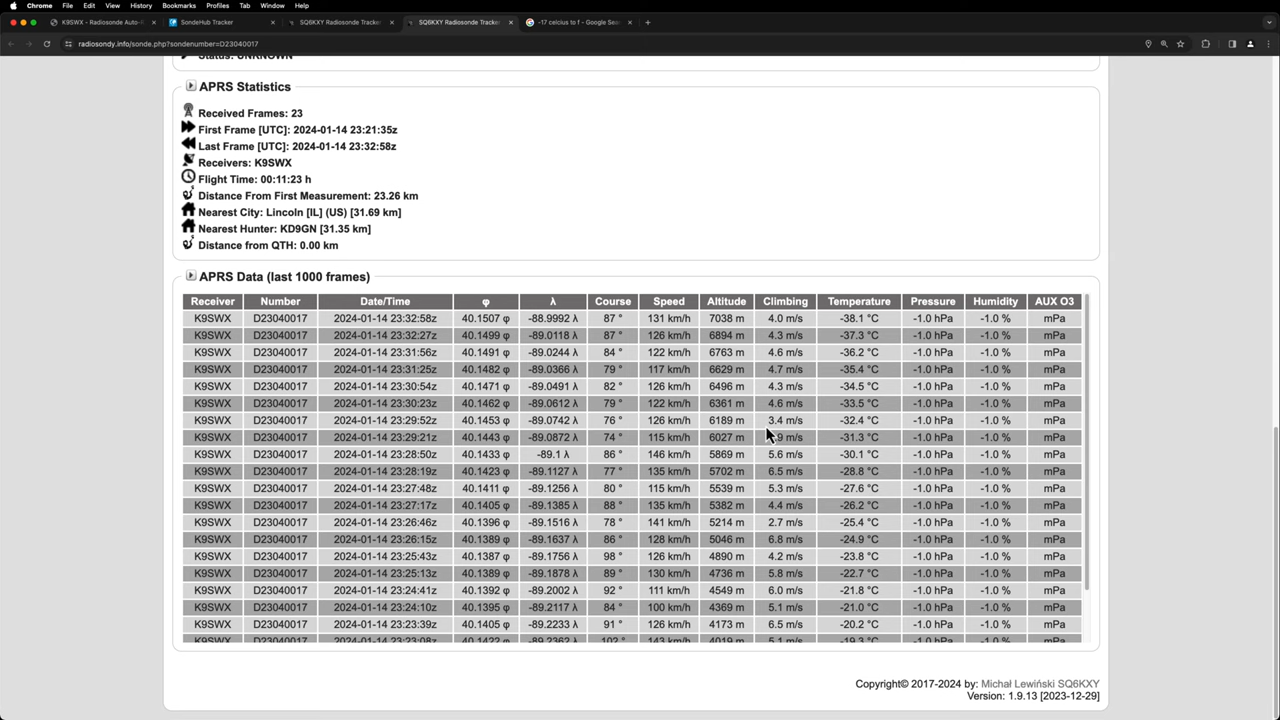 Chrome File Edit View History Bookmarks Profiles Tab Window Help
K9SWX - Radiosonde Auto- SondeHub Tracker SQ6KXY Radiosonde Tracker SQ6KXY Radiosonde Tracker -17 celcius to f - Google Sea
radiosondy.info/sonde.php?sondenumber=D23040017
Status: UNKNOWN
APRS Statistics
Received Frames: 23
First Frame [UTC]: 2024-01-14 23:21:35z
Last Frame [UTC]: 2024-01-14 23:32:58z
Receivers: K9SWX
Flight Time: 00:11:23 h
Distance From First Measurement: 23.26 km
Nearest City: Lincoln [IL] (US) [31.69 km]
Nearest Hunter: KD9GN [31.35 km]
Distance from QTH: 0.00 km
APRS Data (last 1000 frames)
Receiver Number Date/Time φ λ Course Speed Altitude Climbing Temperature Pressure Humidity AUX O3
K9SWX D23040017 2024-01-14 23:32:58z 40.1507 φ -88.9992 λ 87 ° 131 km/h 7038 m 4.0 m/s -38.1 °C -1.0 hPa -1.0 % mPa
K9SWX D23040017 2024-01-14 23:32:27z 40.1499 φ -89.0118 λ 87 ° 126 km/h 6894 m 4.3 m/s -37.3 °C -1.0 hPa -1.0 % mPa
K9SWX D23040017 2024-01-14 23:31:56z 40.1491 φ -89.0244 λ 84 ° 122 km/h 6763 m 4.6 m/s -36.2 °C -1.0 hPa -1.0 % mPa
K9SWX D23040017 2024-01-14 23:31:25z 40.1482 φ -89.0366 λ 79 ° 117 km/h 6629 m 4.7 m/s -35.4 °C -1.0 hPa -1.0 % mPa
K9SWX D23040017 2024-01-14 23:30:54z 40.1471 φ -89.0491 λ 82 ° 126 km/h 6496 m 4.3 m/s -34.5 °C -1.0 hPa -1.0 % mPa
K9SWX D23040017 2024-01-14 23:30:23z 40.1462 φ -89.0612 λ 79 ° 122 km/h 6361 m 4.6 m/s -33.5 °C -1.0 hPa -1.0 % mPa
K9SWX D23040017 2024-01-14 23:29:52z 40.1453 φ -89.0742 λ 76 ° 126 km/h 6189 m 3.4 m/s -32.4 °C -1.0 hPa -1.0 % mPa
K9SWX D23040017 2024-01-14 23:29:21z 40.1443 φ -89.0872 λ 74 ° 115 km/h 6027 m .9 m/s -31.3 °C -1.0 hPa -1.0 % mPa
K9SWX D23040017 2024-01-14 23:28:50z 40.1433 φ -89.1 λ 86 ° 146 km/h 5869 m 5.6 m/s -30.1 °C -1.0 hPa -1.0 % mPa
K9SWX D23040017 2024-01-14 23:28:19z 40.1423 φ -89.1127 λ 77 ° 135 km/h 5702 m 6.5 m/s -28.8 °C -1.0 hPa -1.0 % mPa
K9SWX D23040017 2024-01-14 23:27:48z 40.1411 φ -89.1256 λ 80 ° 115 km/h 5539 m 5.3 m/s -27.6 °C -1.0 hPa -1.0 % mPa
K9SWX D23040017 2024-01-14 23:27:17z 40.1405 φ -89.1385 λ 88 ° 135 km/h 5382 m 4.4 m/s -26.2 °C -1.0 hPa -1.0 % mPa
K9SWX D23040017 2024-01-14 23:26:46z 40.1396 φ -89.1516 λ 78 ° 141 km/h 5214 m 2.7 m/s -25.4 °C -1.0 hPa -1.0 % mPa
K9SWX D23040017 2024-01-14 23:26:15z 40.1389 φ -89.1637 λ 86 ° 128 km/h 5046 m 6.8 m/s -24.9 °C -1.0 hPa -1.0 % mPa
K9SWX D23040017 2024-01-14 23:25:43z 40.1387 φ -89.1756 λ 98 ° 126 km/h 4890 m 4.2 m/s -23.8 °C -1.0 hPa -1.0 % mPa
K9SWX D23040017 2024-01-14 23:25:13z 40.1389 φ -89.1878 λ 89 ° 130 km/h 4736 m 5.8 m/s -22.7 °C -1.0 hPa -1.0 % mPa
K9SWX D23040017 2024-01-14 23:24:41z 40.1392 φ -89.2002 λ 92 ° 111 km/h 4549 m 6.0 m/s -21.8 °C -1.0 hPa -1.0 % mPa
K9SWX D23040017 2024-01-14 23:24:10z 40.1395 φ -89.2117 λ 84 ° 100 km/h 4369 m 5.1 m/s -21.0 °C -1.0 hPa -1.0 % mPa
K9SWX D23040017 2024-01-14 23:23:39z 40.1405 φ -89.2233 λ 91 ° 126 km/h 4173 m 6.5 m/s -20.2 °C -1.0 hPa -1.0 % mPa
K9SWX D23040017 2024-01-14 23:23:08z 40.1422 φ -89.2362 λ 102 ° 143 km/h 4019 m 5.1 m/s -19.3 °C -1.0 hPa -1.0 % mPa
Copyright© 2017-2024 by: Michał Lewiński SQ6KXY
Version: 1.9.13 [2023-12-29]